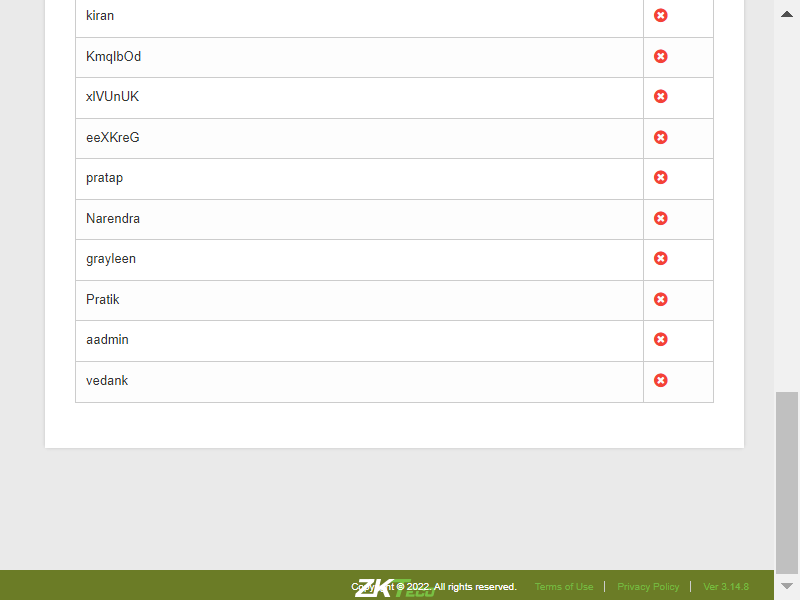 kiran
KmqlbOd
xlVUnUK
eeXKreG
pratap
Narendra
grayleen
Pratik
aadmin
vedank
ZKTeco
Copyright © 2022. All rights reserved. Terms of Use | Privacy Policy | Ver 3.14.8